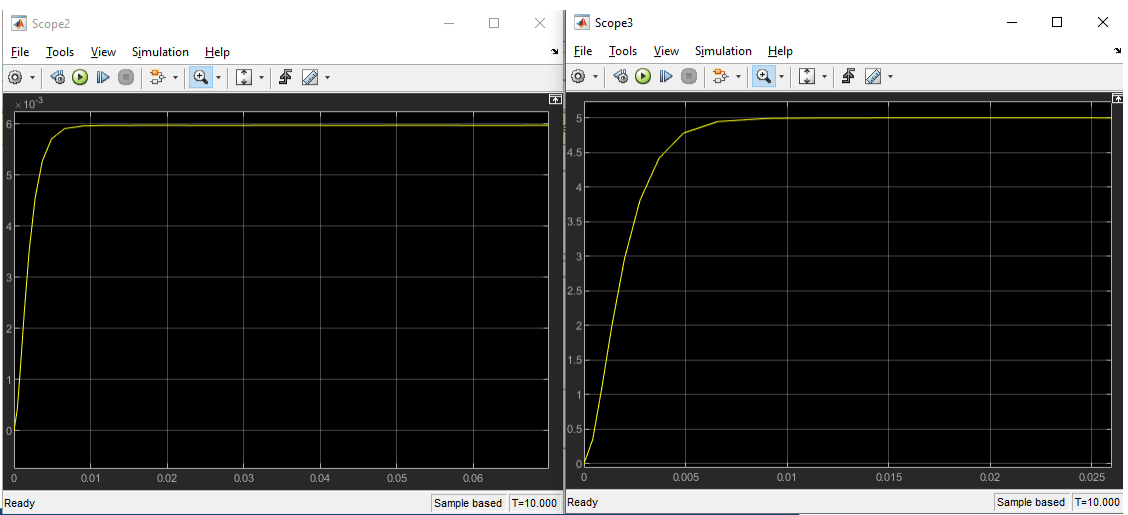 Scope2
File Tools View Simulation Help
×10⁻³
6
5
4
3
2
1
0
0 0.01 0.02 0.03 0.04 0.05 0.06
Ready Sample based T=10.000
Scope3
File Tools View Simulation Help
5
4.5
4
3.5
3
2.5
2
1.5
1
0.5
0
0 0.005 0.01 0.015 0.02 0.025
Ready Sample based T=10.000